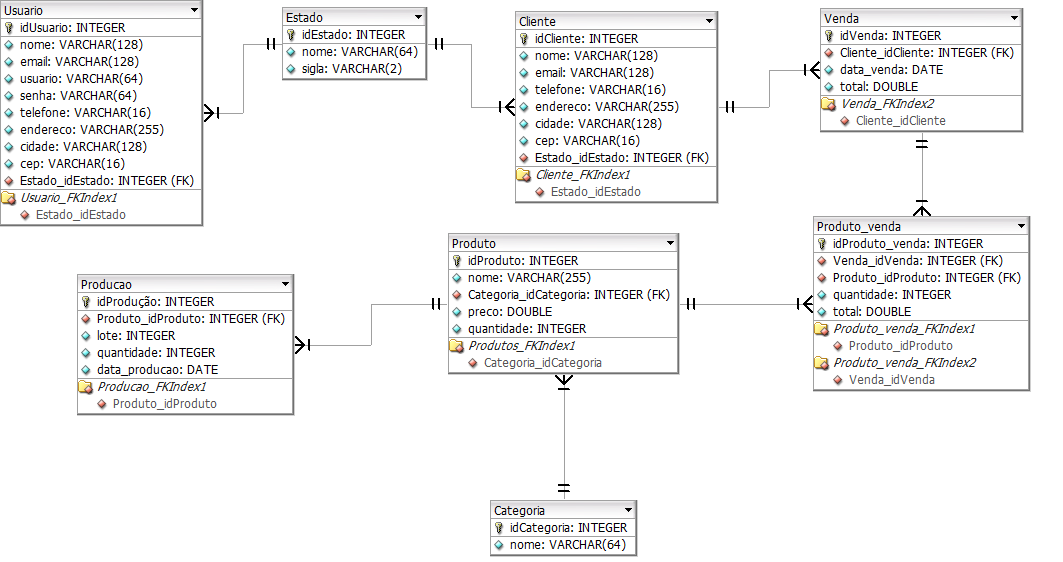 Usuario
idUsuario: INTEGER
nome: VARCHAR(128)
email: VARCHAR(128)
usuario: VARCHAR(64)
senha: VARCHAR(64)
telefone: VARCHAR(16)
endereco: VARCHAR(255)
cidade: VARCHAR(128)
cep: VARCHAR(16)
Estado_idEstado: INTEGER (FK)
Usuario_FKIndex1
Estado_idEstado
Estado
idEstado: INTEGER
nome: VARCHAR(64)
sigla: VARCHAR(2)
Cliente
idCliente: INTEGER
nome: VARCHAR(128)
email: VARCHAR(128)
telefone: VARCHAR(16)
endereco: VARCHAR(255)
cidade: VARCHAR(128)
cep: VARCHAR(16)
Estado_idEstado: INTEGER (FK)
Cliente_FKIndex1
Estado_idEstado
Venda
idVenda: INTEGER
Cliente_idCliente: INTEGER (FK)
data_venda: DATE
total: DOUBLE
Venda_FKIndex2
Cliente_idCliente
Producao
idProdução: INTEGER
Produto_idProduto: INTEGER (FK)
lote: INTEGER
quantidade: INTEGER
data_producao: DATE
Producao_FKIndex1
Produto_idProduto
Produto
idProduto: INTEGER
nome: VARCHAR(255)
Categoria_idCategoria: INTEGER (FK)
preco: DOUBLE
quantidade: INTEGER
Produtos_FKIndex1
Categoria_idCategoria
Produto_venda
idProduto_venda: INTEGER
Venda_idVenda: INTEGER (FK)
Produto_idProduto: INTEGER (FK)
quantidade: INTEGER
total: DOUBLE
Produto_venda_FKIndex1
Produto_idProduto
Produto_venda_FKIndex2
Venda_idVenda
Categoria
idCategoria: INTEGER
nome: VARCHAR(64)